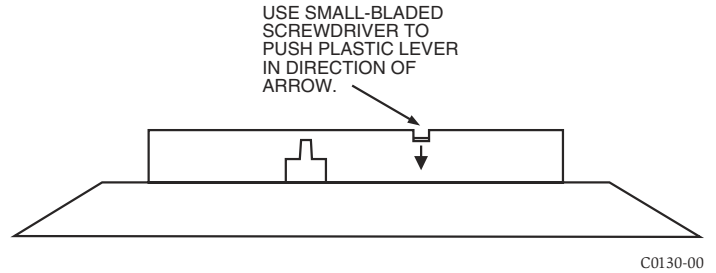 USE SMALL-BLADED
SCREWDRIVER TO
PUSH PLASTIC LEVER
IN DIRECTION OF
ARROW.
C0130-00